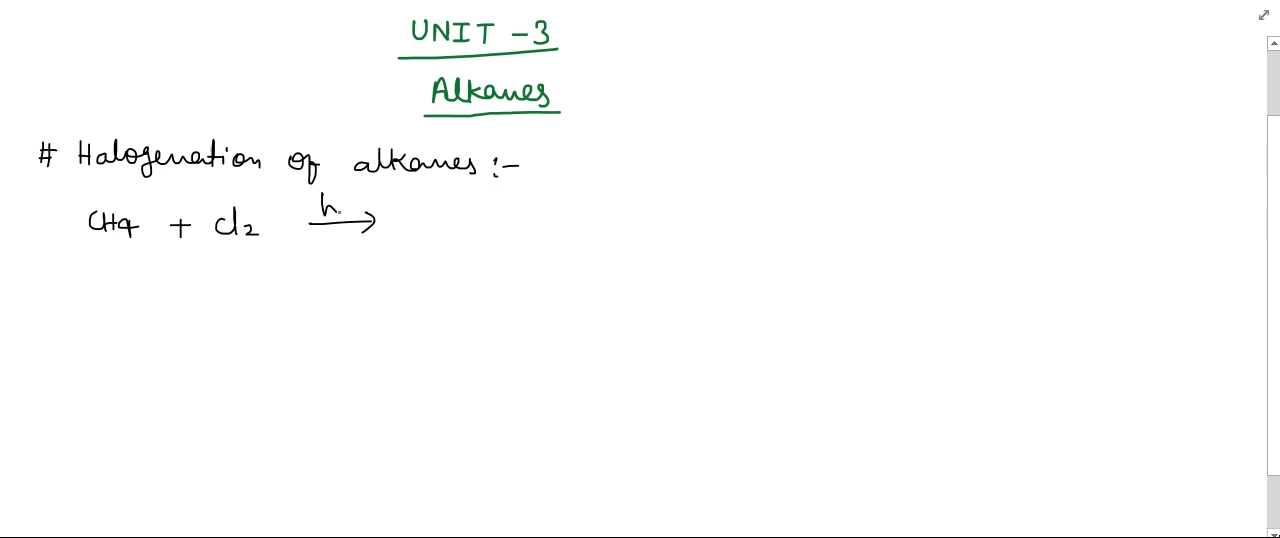 UNIT - 3
Alkanes
# Halogenation of alkanes :-
CH4 + Cl2 h. →